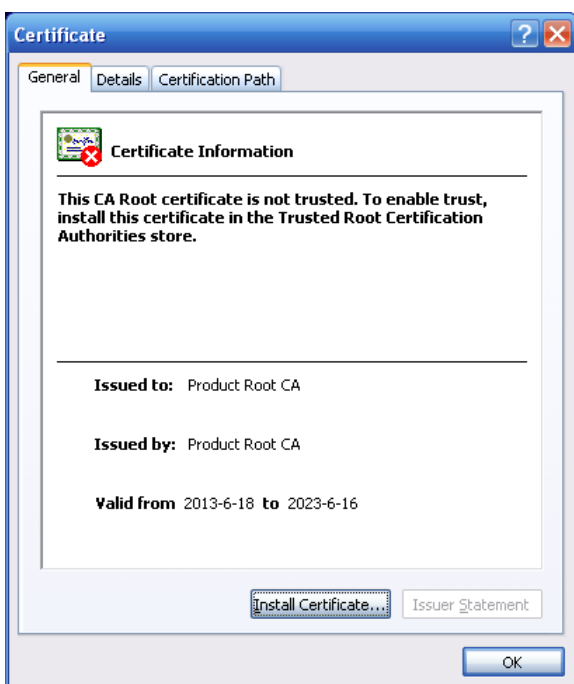 Certificate
General Details Certification Path
Certificate Information
This CA Root certificate is not trusted. To enable trust,
install this certificate in the Trusted Root Certification
Authorities store.
Issued to: Product Root CA
Issued by: Product Root CA
Valid from 2013-6-18 to 2023-6-16
Install Certificate... Issuer Statement
OK